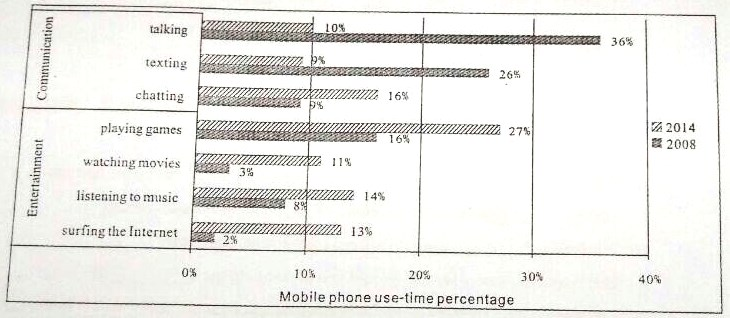 Communication
talking
10%
36%
texting
9%
26%
chatting
16%
9%
Entertainment
playing games
27%
16%
watching movies
11%
3%
listening to music
14%
8%
surfing the Internet
13%
2%
2014
2008
0%
10%
20%
30%
40%
Mobile phone use-time percentage